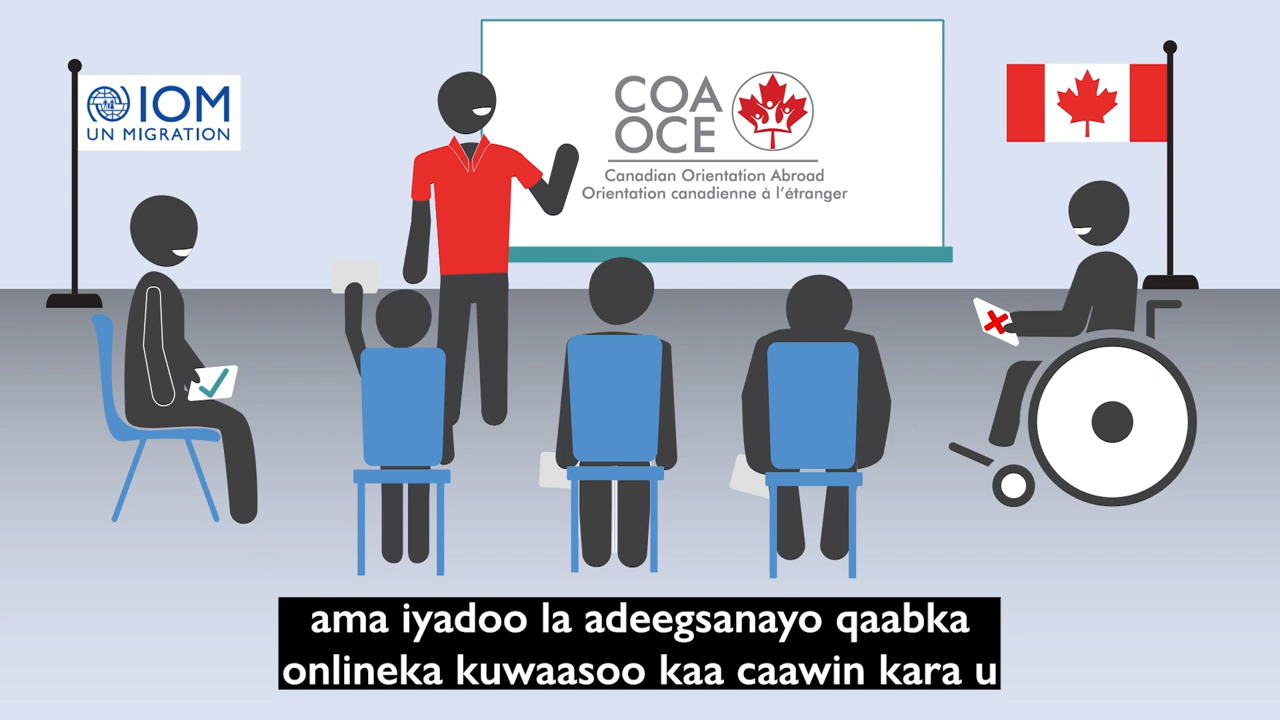 IOM
UN MIGRATION
COA
OCE
Canadian Orientation Abroad
Orientation canadienne à l'étranger
ama iyadoo la adeegsanayo qaabka
onlineka kuwaasoo kaa caawin kara u